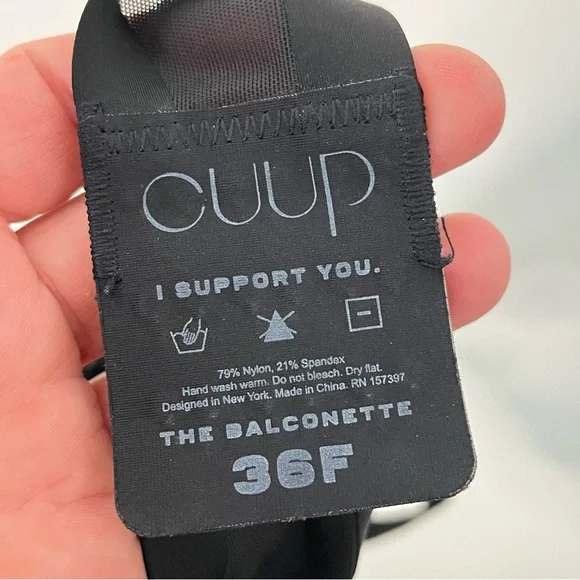 CUUP
I SUPPORT YOU.
79% Nylon, 21% Spandex
Hand wash warm. Do not bleach. Dry flat.
Designed in New York. Made in China. RN 157397
THE BALCONETTE
36F